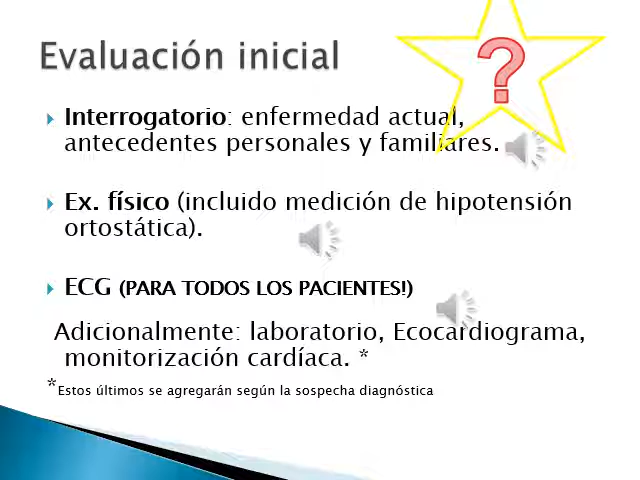 Evaluación inicial
?
Interrogatorio: enfermedad actual,
antecedentes personales y familiares.
Ex. físico (incluido medición de hipotensión
ortostática).
ECG (PARA TODOS LOS PACIENTES!)
Adicionalmente: laboratorio, Ecocardiograma,
monitorización cardíaca. *
*Estos últimos se agregarán según la sospecha diagnóstica